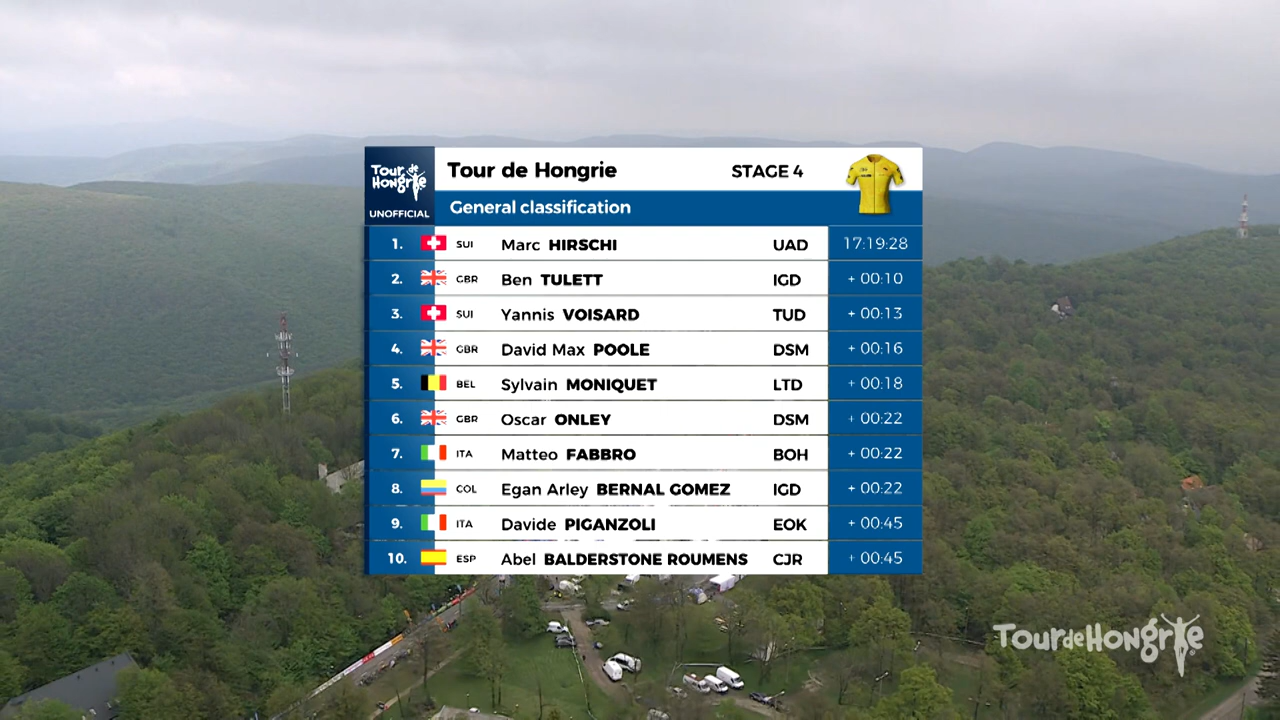 Tour de Hongrie
UNOFFICIAL
Tour de Hongrie STAGE 4
General classification
1. SUI Marc HIRSCHI UAD 17:19:28
2. GBR Ben TULETT IGD + 00:10
3. SUI Yannis VOISARD TUD + 00:13
4. GBR David Max POOLE DSM + 00:16
5. BEL Sylvain MONIQUET LTD + 00:18
6. GBR Oscar ONLEY DSM + 00:22
7. ITA Matteo FABBRO BOH + 00:22
8. COL Egan Arley BERNAL GOMEZ IGD + 00:22
9. ITA Davide PIGANZOLI EOK + 00:45
10. ESP Abel BALDERSTONE ROUMENS CJR + 00:45
Tour de Hongrie